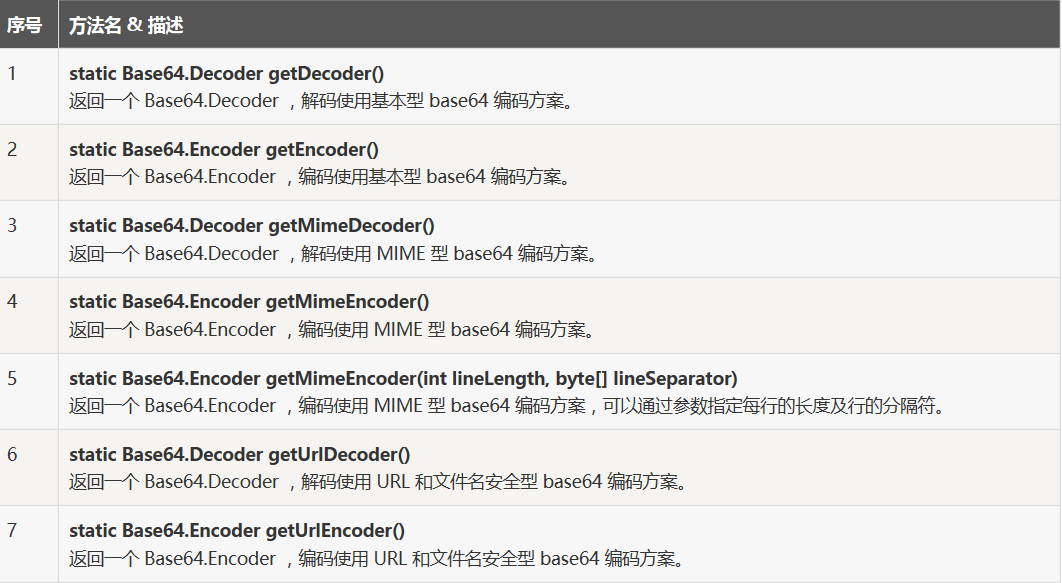 序号 方法名 & 描述
1 static Base64.Decoder getDecoder()
返回一个 Base64.Decoder ，解码使用基本型 base64 编码方案。
2 static Base64.Encoder getEncoder()
返回一个 Base64.Encoder ，编码使用基本型 base64 编码方案。
3 static Base64.Decoder getMimeDecoder()
返回一个 Base64.Decoder ，解码使用 MIME 型 base64 编码方案。
4 static Base64.Encoder getMimeEncoder()
返回一个 Base64.Encoder ，编码使用 MIME 型 base64 编码方案。
5 static Base64.Encoder getMimeEncoder(int lineLength, byte[] lineSeparator)
返回一个 Base64.Encoder ，编码使用 MIME 型 base64 编码方案，可以通过参数指定每行的长度及行的分隔符。
6 static Base64.Decoder getUrlDecoder()
返回一个 Base64.Decoder ，解码使用 URL 和文件名安全型 base64 编码方案。
7 static Base64.Encoder getUrlEncoder()
返回一个 Base64.Encoder ，编码使用 URL 和文件名安全型 base64 编码方案。